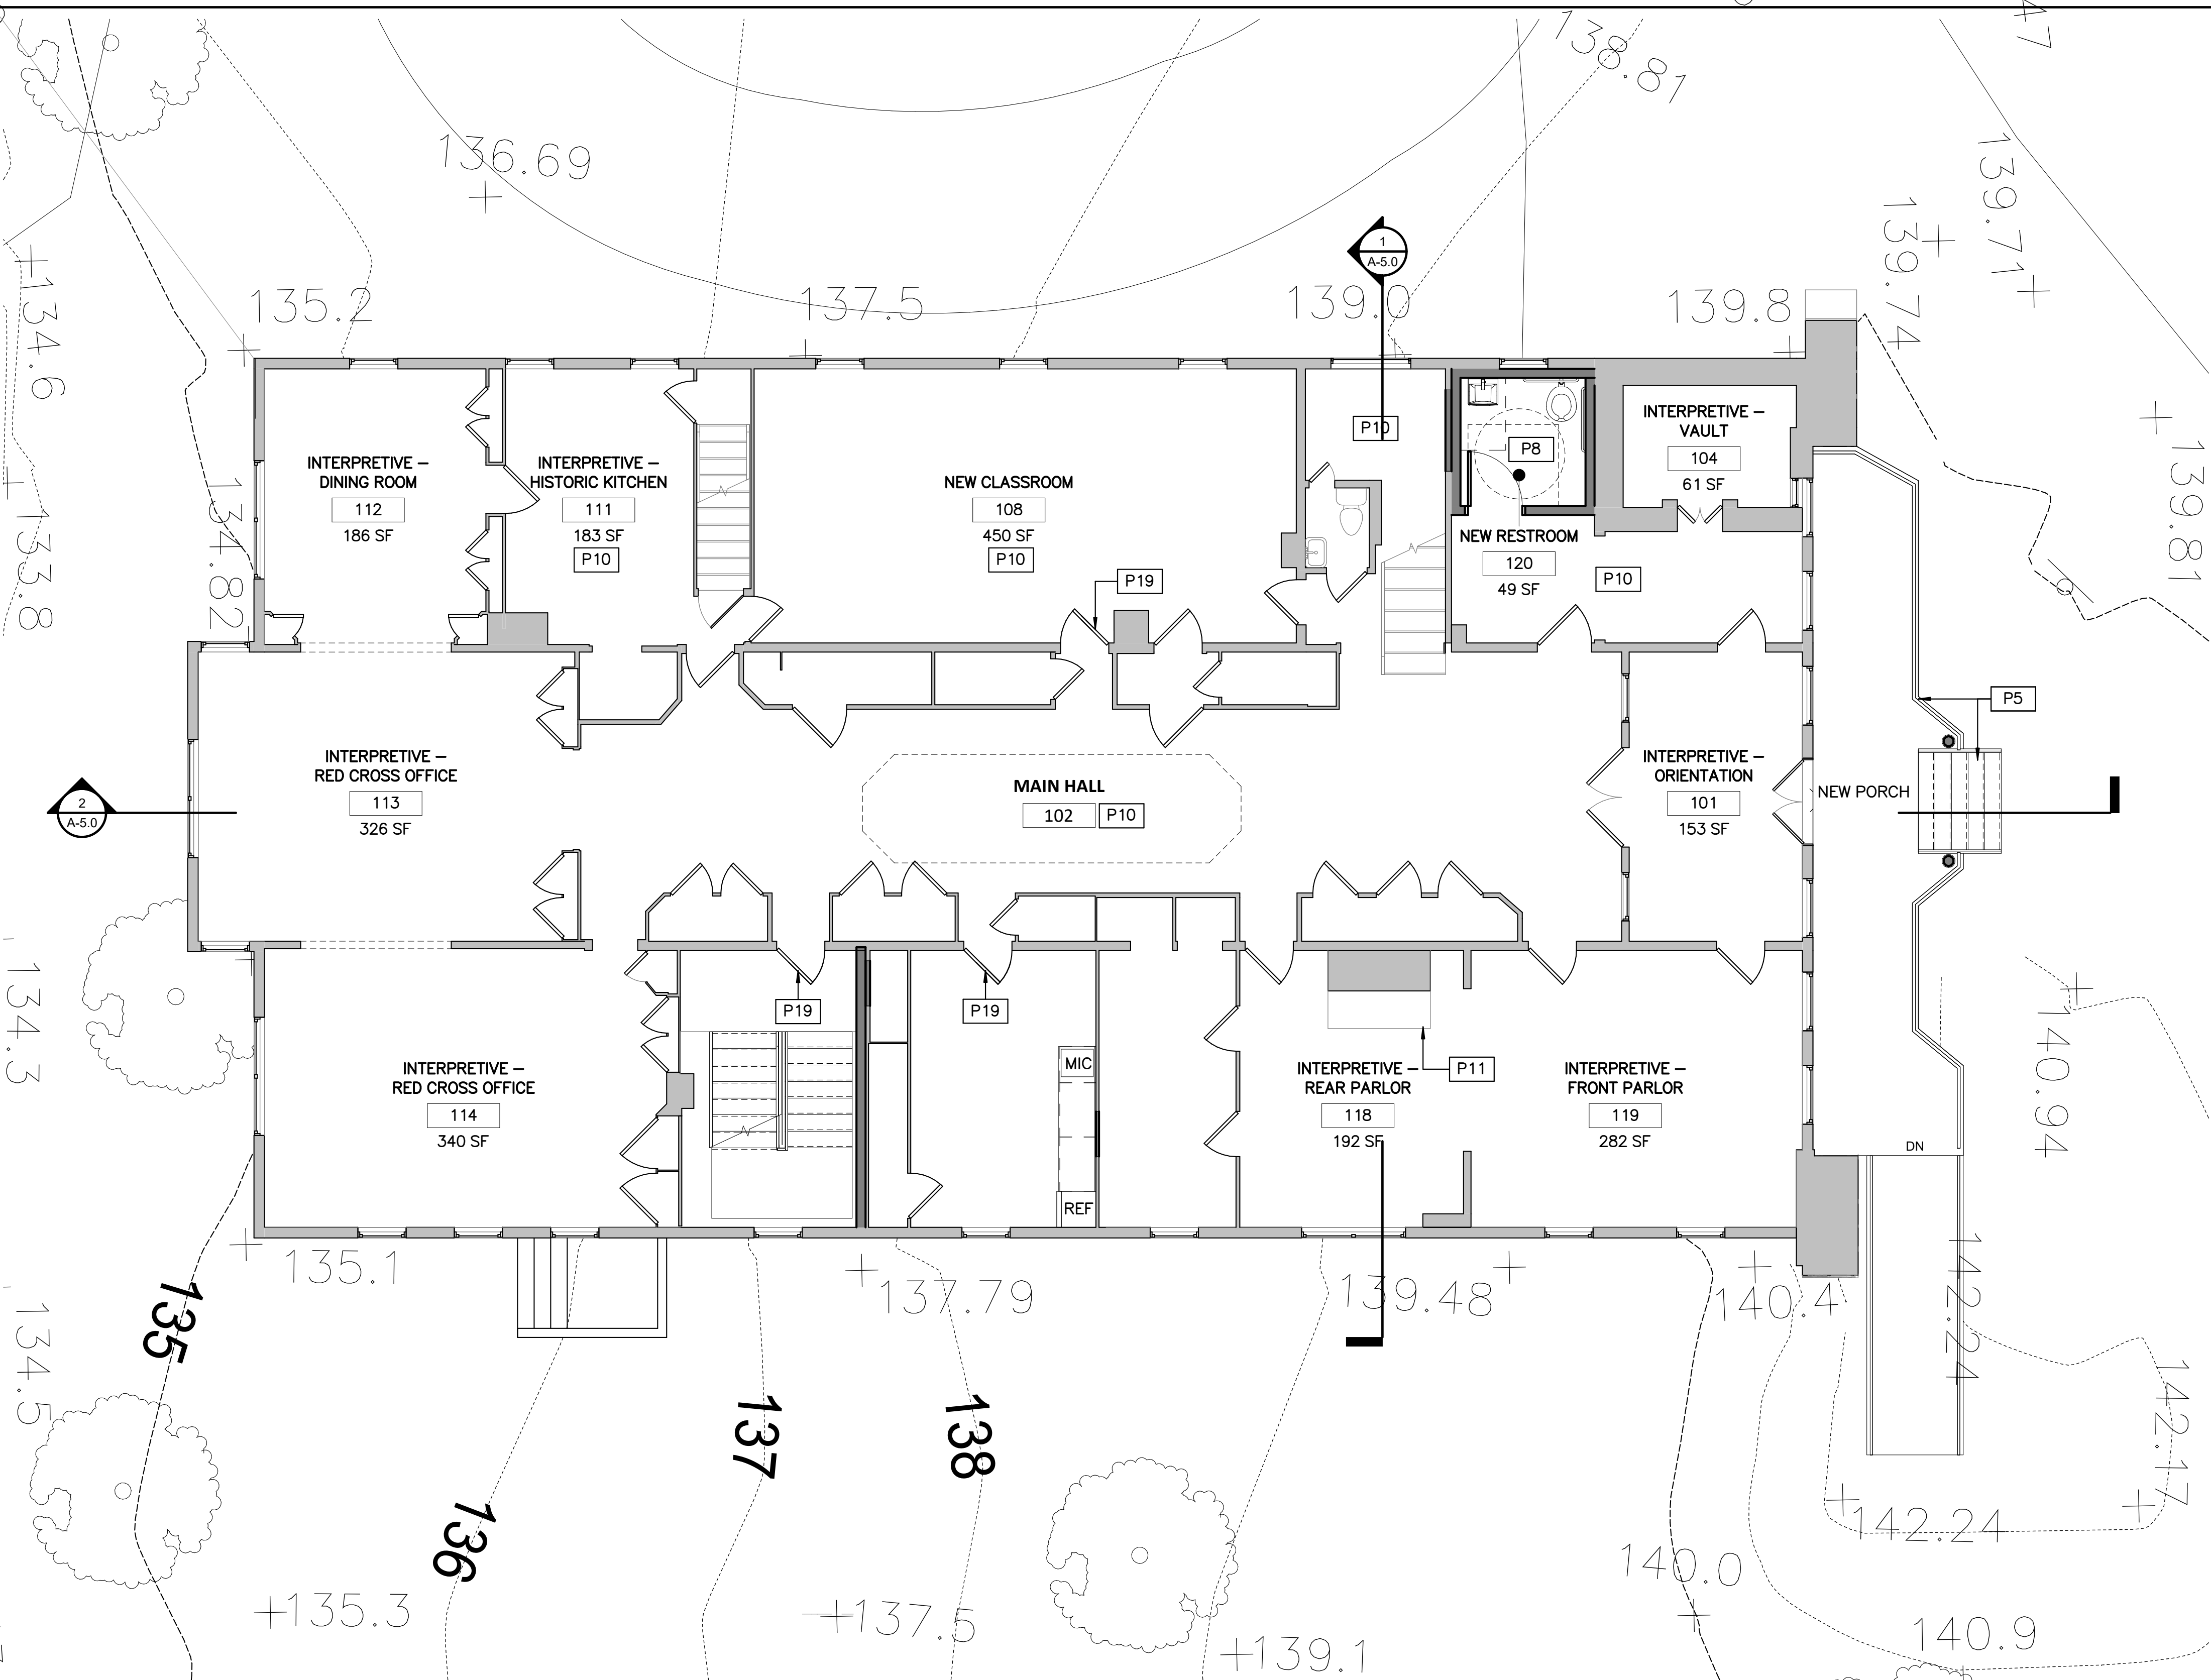 47
138.81
136.69
139.71
139.74
134.6
135.2
137.5
139.0
139.8
1
A-5.0
139.81
133.8
134.82
INTERPRETIVE –
DINING ROOM
112
186 SF
INTERPRETIVE –
HISTORIC KITCHEN
111
183 SF
P10
NEW CLASSROOM
108
450 SF
P10
P10
P8
INTERPRETIVE –
VAULT
104
61 SF
NEW RESTROOM
120
49 SF
P10
P19
P5
INTERPRETIVE –
RED CROSS OFFICE
113
326 SF
MAIN HALL
102
P10
INTERPRETIVE –
ORIENTATION
101
153 SF
NEW PORCH
2
A-5.0
134.3
P19
P19
140.94
INTERPRETIVE –
RED CROSS OFFICE
114
340 SF
MIC
REF
INTERPRETIVE –
REAR PARLOR
118
192 SF
P11
INTERPRETIVE –
FRONT PARLOR
119
282 SF
DN
135.1
137.79
139.48
140.4
142.24
134.5
135
136
137
138
142.17
142.24
140.0
135.3
137.5
139.1
140.9